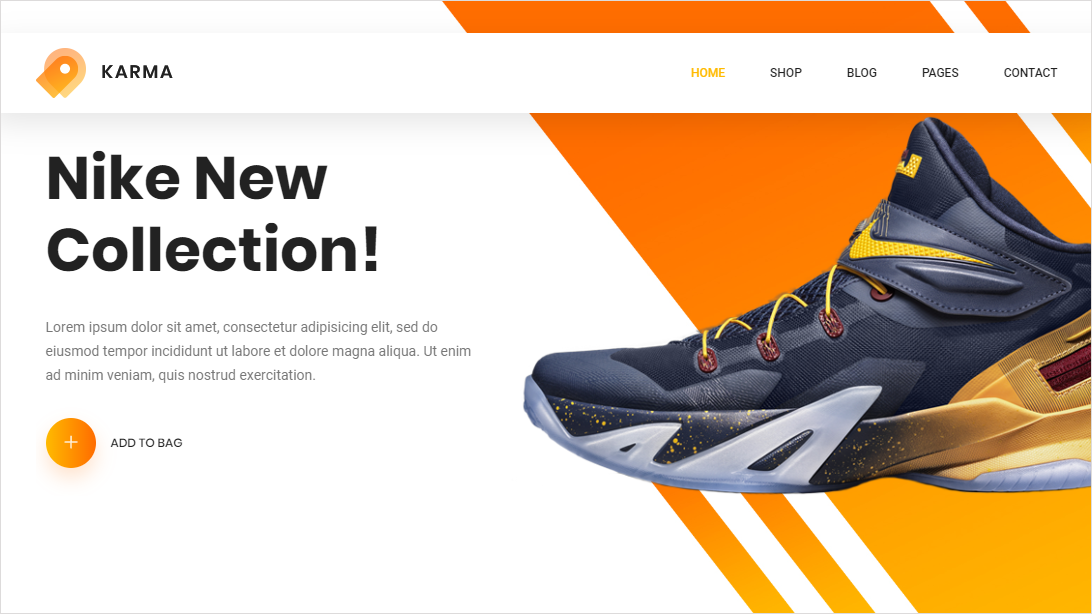 KARMA
HOME SHOP BLOG PAGES CONTACT
Nike New
Collection!
Lorem ipsum dolor sit amet, consectetur adipisicing elit, sed do
eiusmod tempor incididunt ut labore et dolore magna aliqua. Ut enim
ad minim veniam, quis nostrud exercitation.
+ ADD TO BAG